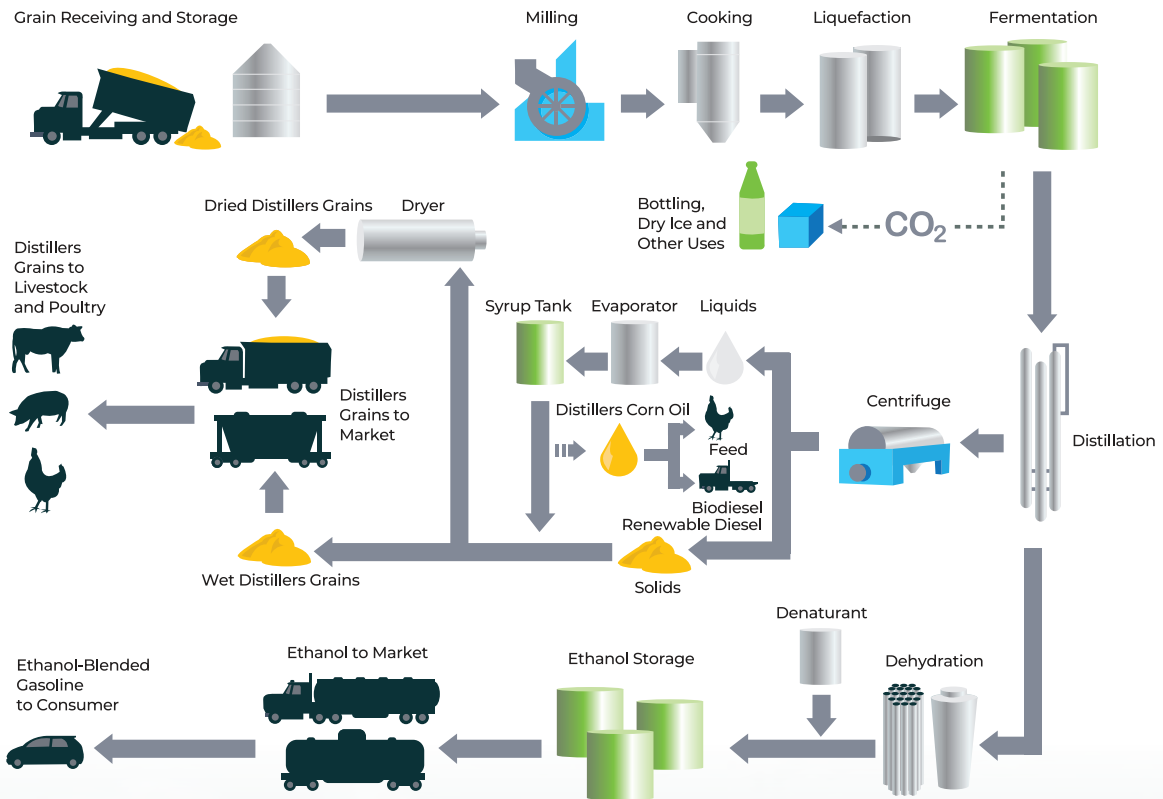 Grain Receiving and Storage
Milling
Cooking
Liquefaction
Fermentation
Bottling,
Dry Ice and
Other Uses
CO₂
Dried Distillers Grains
Dryer
Distillers
Grains to
Livestock
and Poultry
Syrup Tank
Evaporator
Liquids
Distillers
Grains to
Market
Distillers Corn Oil
Feed
Biodiesel
Renewable Diesel
Centrifuge
Distillation
Wet Distillers Grains
Solids
Denaturant
Dehydration
Ethanol Storage
Ethanol to Market
Ethanol-Blended
Gasoline
to Consumer